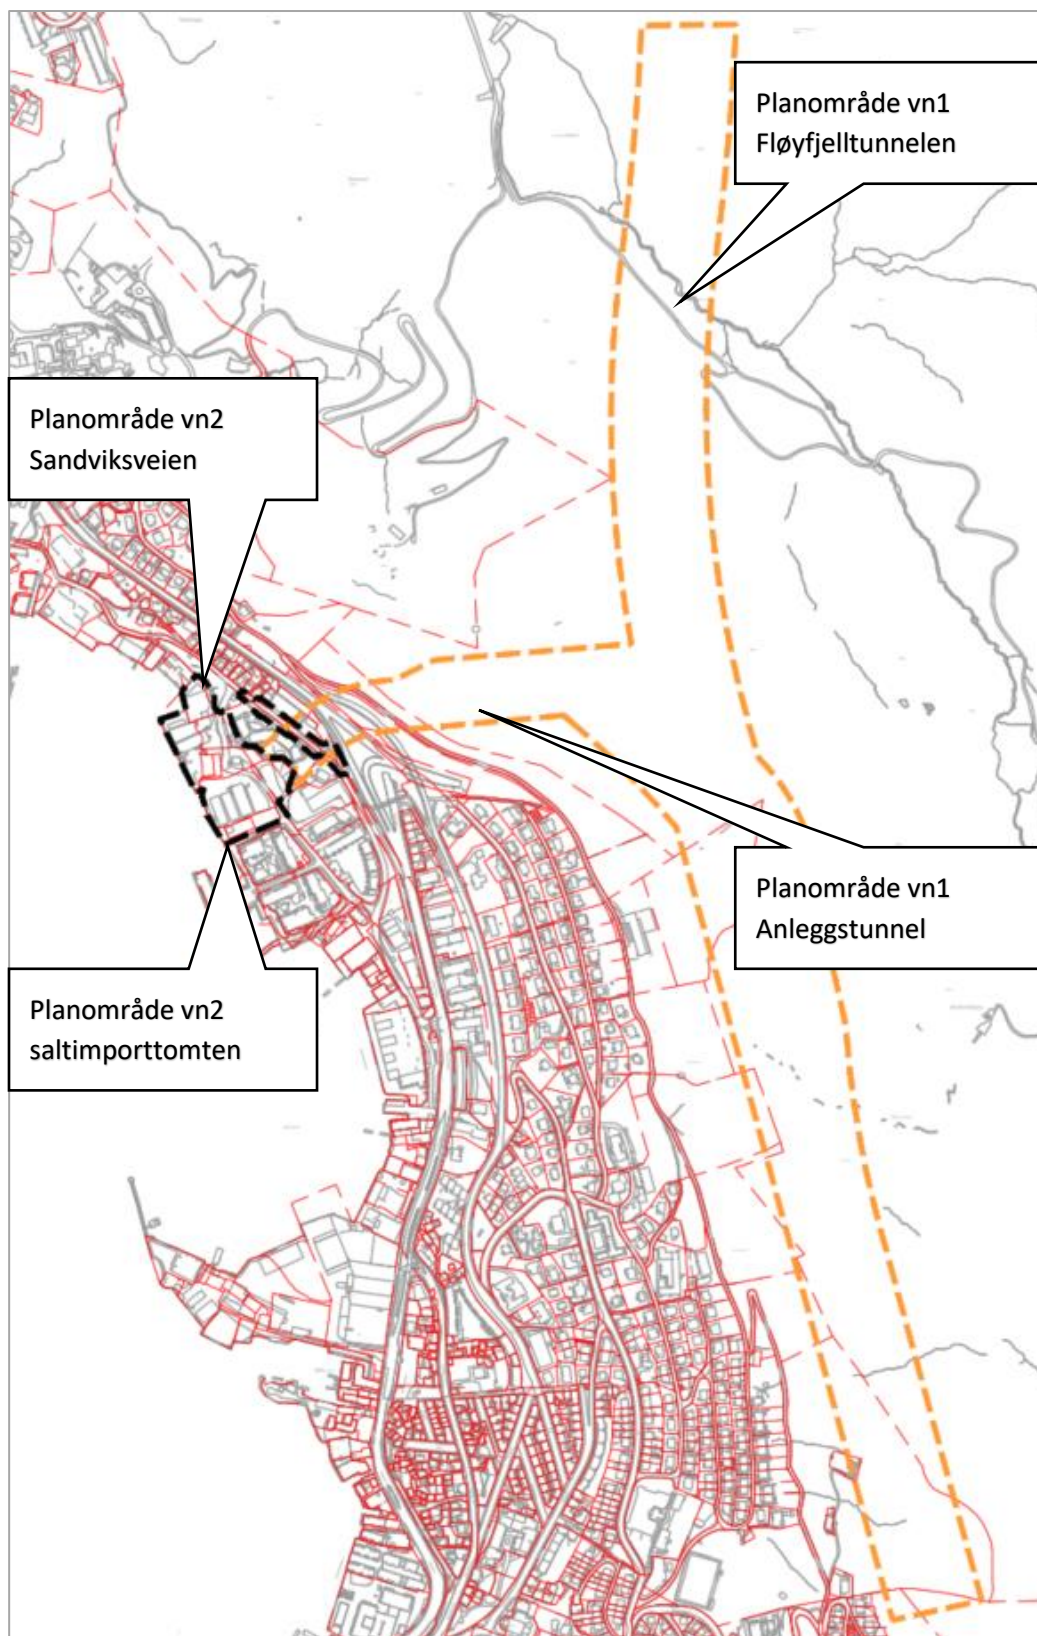 Planområde vn1
Fløyfjelltunnelen
Planområde vn2
Sandviksveien
Planområde vn1
Anleggstunnel
Planområde vn2
saltimporttomten